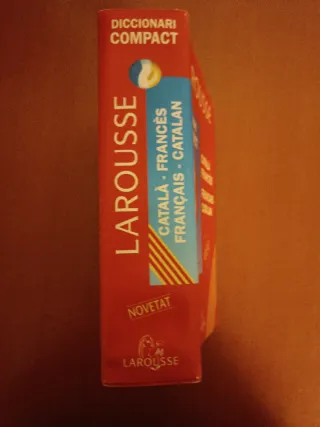 DICCIONARI
COMPACT
LAROUSSE
CATALÀ - FRANCÈS
FRANÇAIS - CATALAN
NOVETAT
LAROUSSE